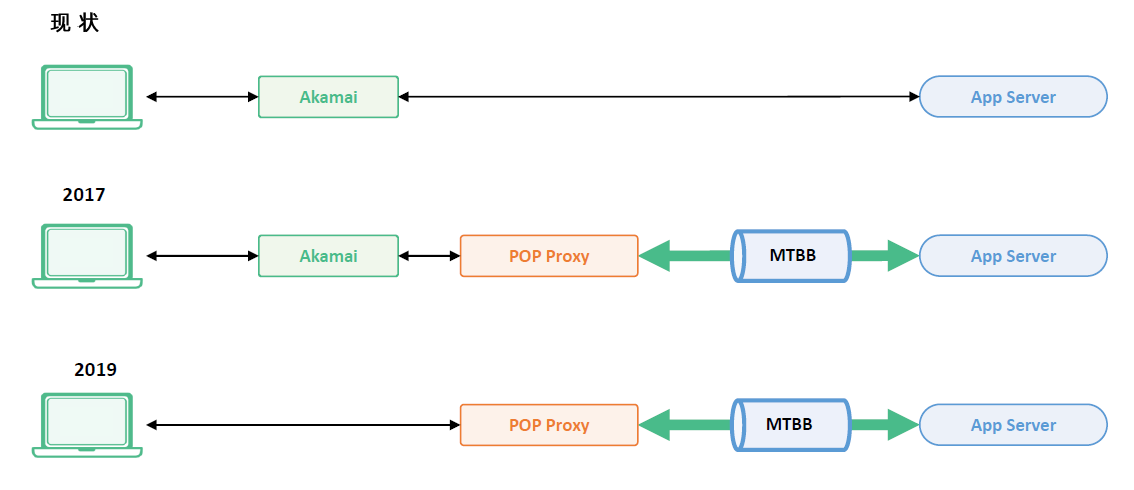 现 状
Akamai
App Server
2017
Akamai
POP Proxy
MTBB
App Server
2019
POP Proxy
MTBB
App Server